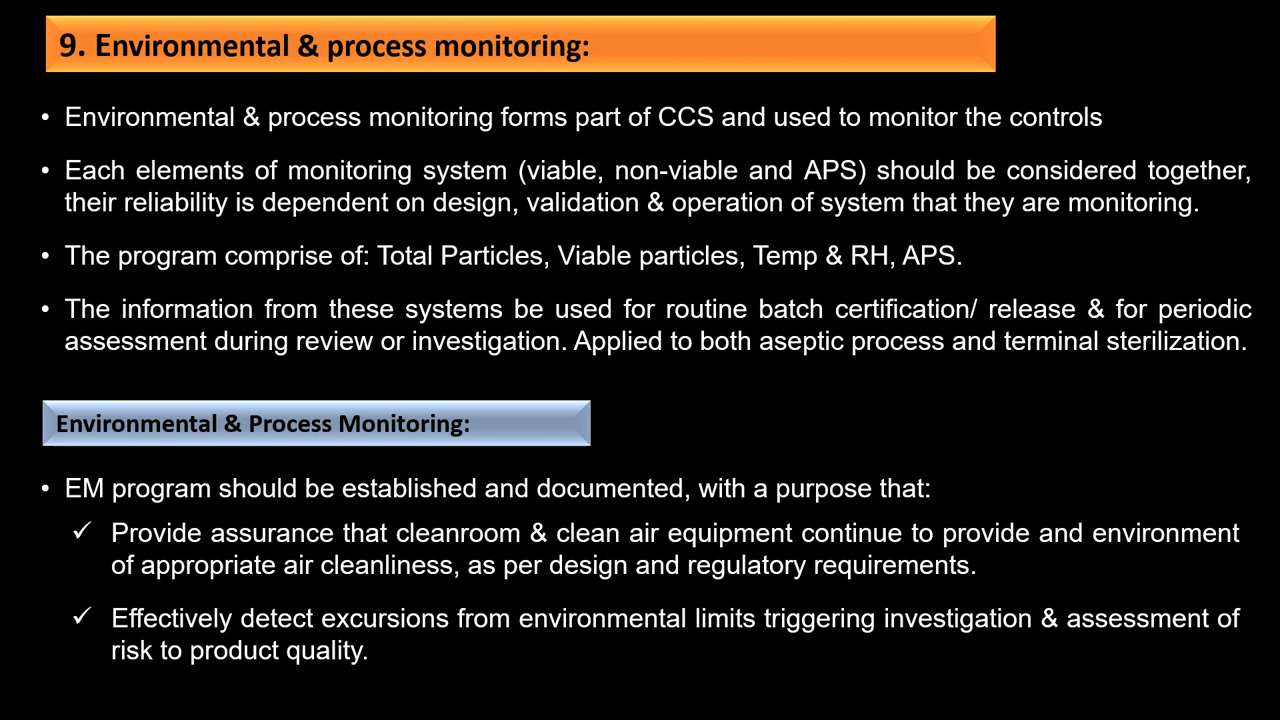 9. Environmental & process monitoring:
• Environmental & process monitoring forms part of CCS and used to monitor the controls
• Each elements of monitoring system (viable, non-viable and APS) should be considered together,
their reliability is dependent on design, validation & operation of system that they are monitoring.
• The program comprise of: Total Particles, Viable particles, Temp & RH, APS.
• The information from these systems be used for routine batch certification/ release & for periodic
assessment during review or investigation. Applied to both aseptic process and terminal sterilization.
Environmental & Process Monitoring:
• EM program should be established and documented, with a purpose that:
✓ Provide assurance that cleanroom & clean air equipment continue to provide and environment
of appropriate air cleanliness, as per design and regulatory requirements.
✓ Effectively detect excursions from environmental limits triggering investigation & assessment of
risk to product quality.